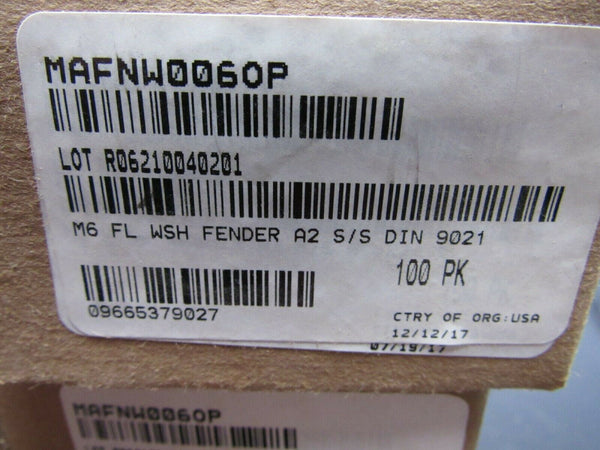 MAFNW0060P
LOT R06210040201
M6 FL WSH FENDER A2 S/S DIN 9021
100 PK
09665379027
CTRY OF ORG:USA
12/12/17
07/19/17
MAFNW0060P